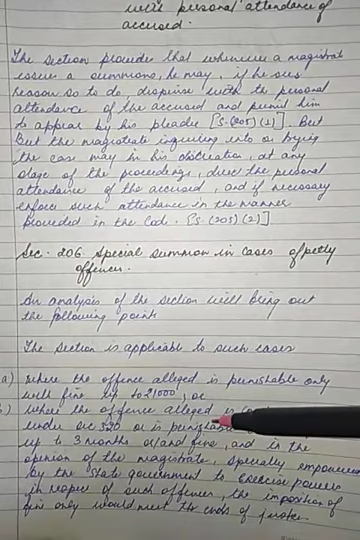 with personal attendance of
accused.
The section provides that whenever a magistrate
issues a summons, he may, if he sees
reason so to do, dispense with the personal
attendance of the accused and permit him
to appear by his pleader [S-(205)(1)]. But
But the magistrate inquiring into or trying
the case may in his discretion, at any
stage of the proceedings, direct the personal
attendance of the accused, and if necessary
enforce such attendance in the manner
provided in the Code. [S.(205)(2)]
Sec. 206 Special summon in cases of petty
offences.
An analysis of the section will bring out
the following points
The section is applicable to such cases
a) where the offence alleged is punishable only
with fine up to ; or
) Where the offence alleged is
under sec 320 or is
up to 3 months or/and fine, and in the
opinion of the magistrate, specially
by the State government to exercise powers
in respect of such offences, the imposition of
fine only would meet the ends of justice.